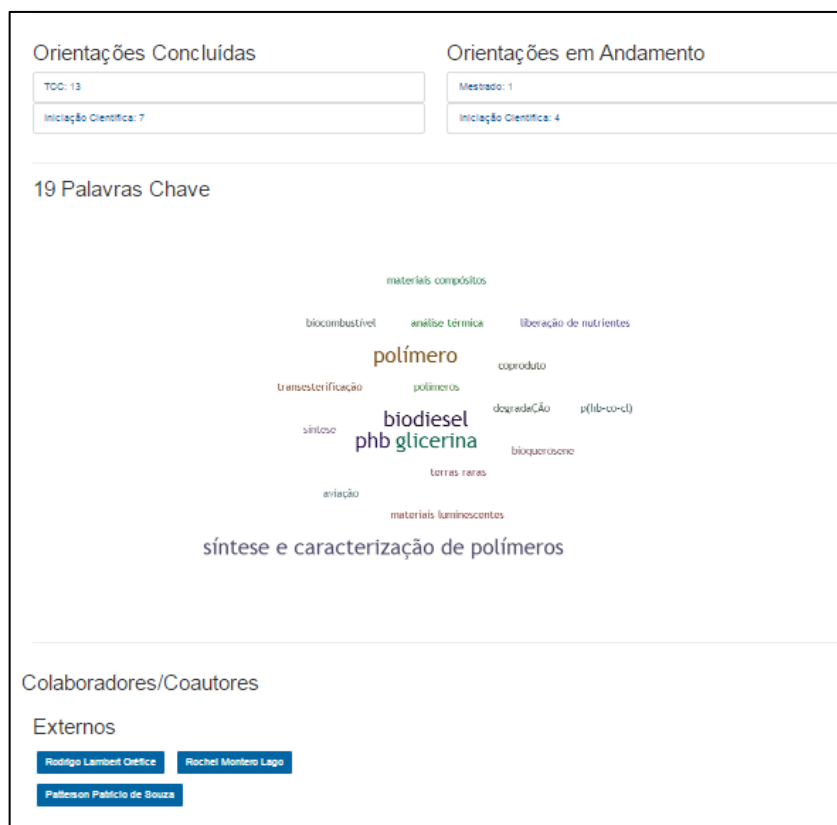 Orientações Concluídas
Orientações em Andamento
TCC: 13
Mestrado: 1
Iniciação Científica: 7
Iniciação Científica: 4
19 Palavras Chave
materiais compósitos
biocombustível análise térmica liberação de nutrientes
polímero
coproduto
transesterificação polímeros
degradaÇÃo p(hb-co-cl)
biodiesel
síntese
phb glicerina
bioquerosene
terras raras
aviação
materiais luminescentes
síntese e caracterização de polímeros
Colaboradores/Coautores
Externos
Rodrigo Lambert Oréfice Rochel Montero Lago
Patterson Patricio de Souza